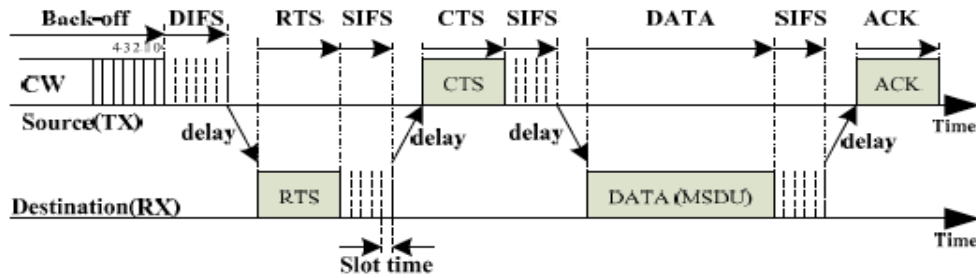 Back-off DIFS RTS SIFS CTS SIFS DATA SIFS ACK
4 3 2 1 0
CW CTS ACK
Source(TX) delay delay delay delay Time
RTS DATA (MSDU)
Destination(RX) Time
Slot time